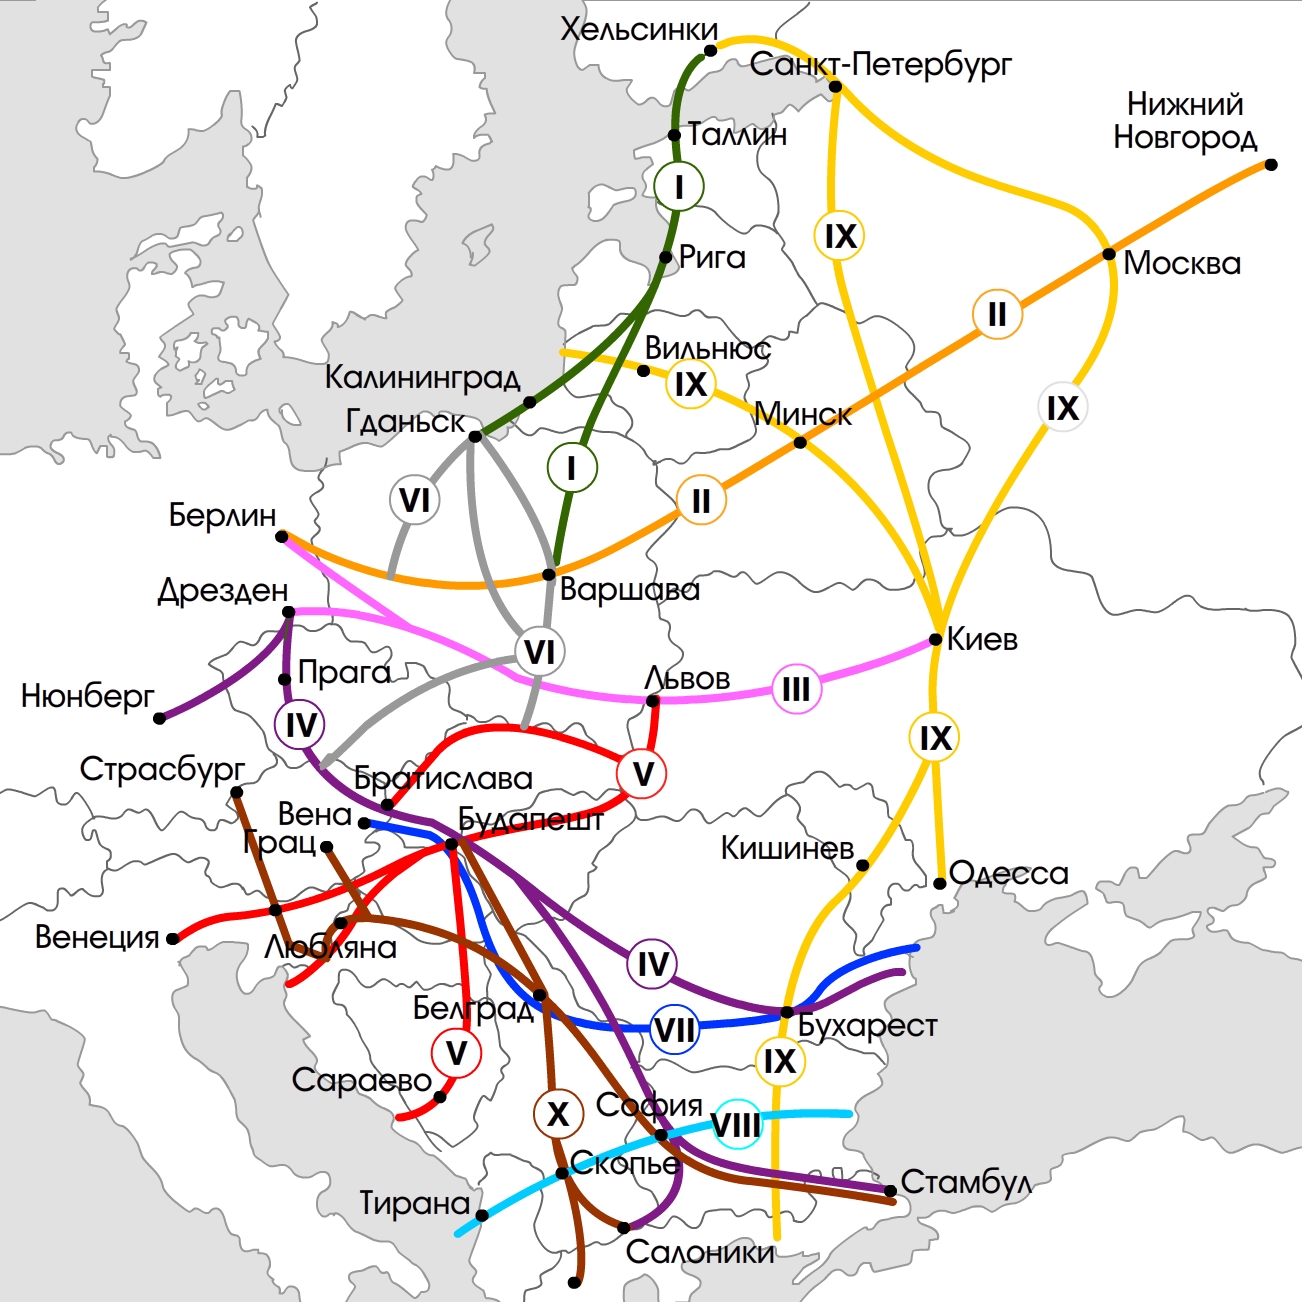 Хельсинки
Санкт-Петербург
Нижний
Новгород
Таллин
I
IX
Рига
Москва
II
Вильнюс
Калининград
IX
IX
Гданьск
Минск
I
VI
II
Берлин
Дрезден
Варшава
Киев
VI
Прага
Львов
III
Нюнберг
IV
IX
Страсбург
Братислава
V
Вена
Будапешт
Грац
Кишинев
Одесса
Венеция
Любляна
IV
Белград
VII
Бухарест
V
IX
Сараево
X
София
VIII
Скопье
Тирана
Стамбул
Салоники